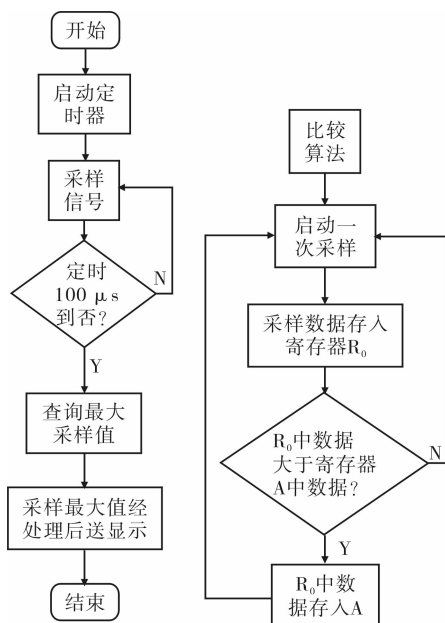 开始
启动定
时器
采样
信号
定时
100 μs
到否?
N
Y
查询最大
采样值
采样最大值经
处理后送显示
结束
比较
算法
启动一
次采样
采样数据存入
寄存器R₀
R₀中数据
大于寄存器
A中数据?
N
Y
R₀中数
据存入A